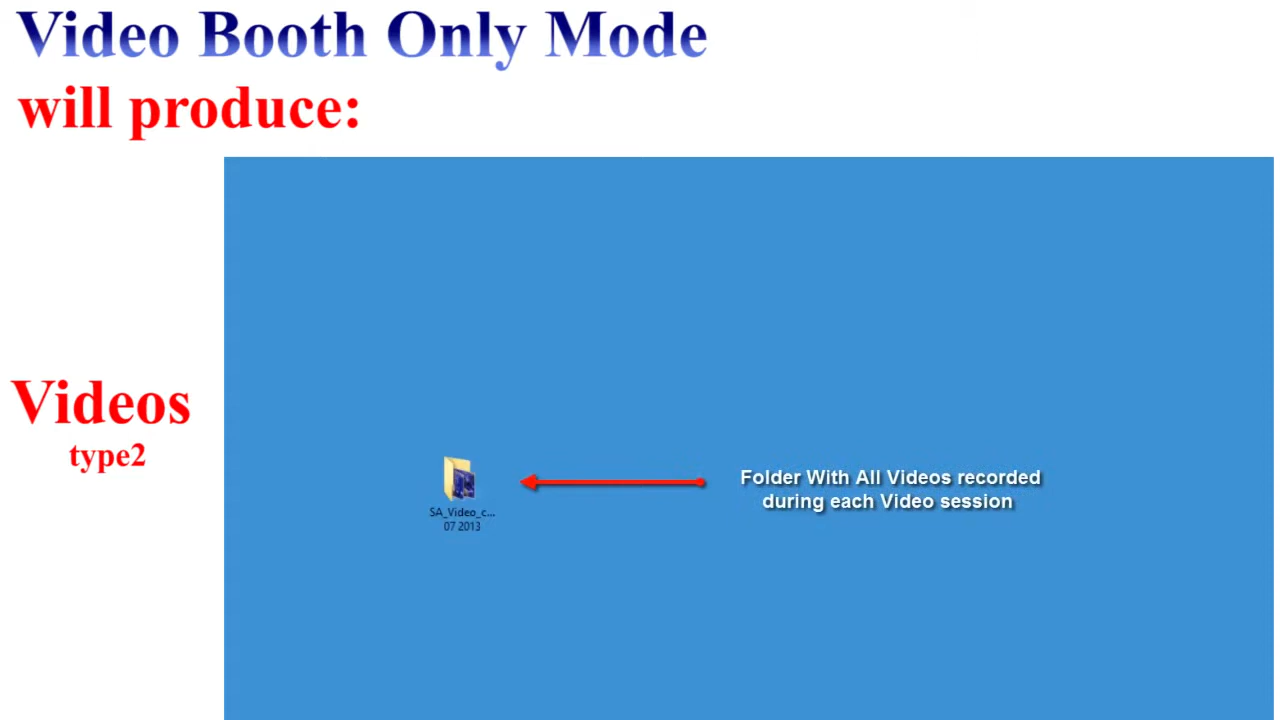 Video Booth Only Mode
will produce:
Videos
type2
SA_Video_c...
07 2013
Folder With All Videos recorded
during each Video session